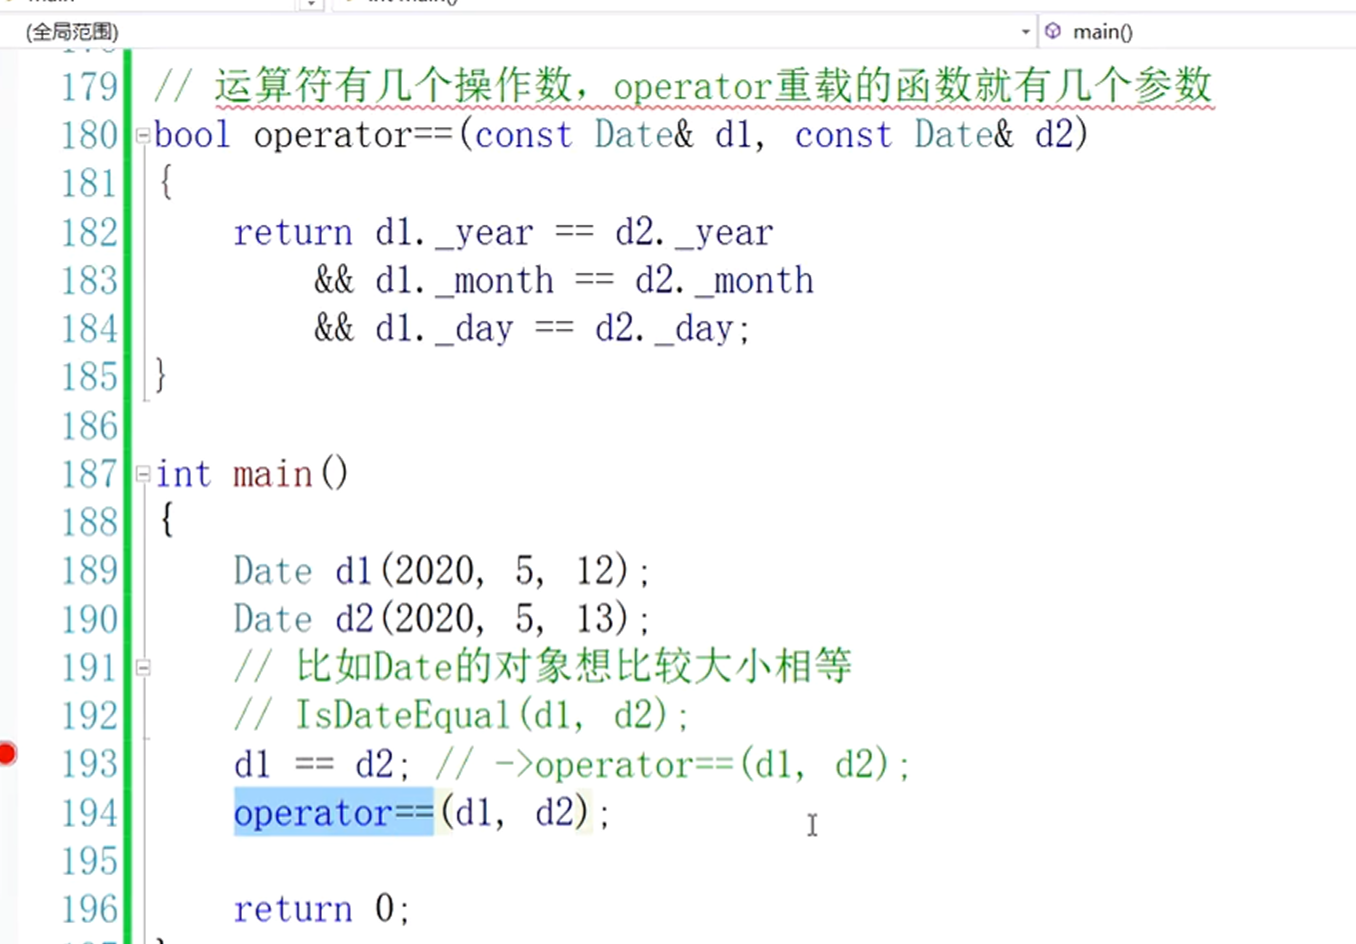 (全局范围) main()
179 // 运算符有几个操作数，operator重载的函数就有几个参数
180 bool operator==(const Date& d1, const Date& d2)
181 {
182 return d1._year == d2._year
183 && d1._month == d2._month
184 && d1._day == d2._day;
185 }
186
187 int main()
188 {
189 Date d1(2020, 5, 12);
190 Date d2(2020, 5, 13);
191 // 比如Date的对象想比较大小相等
192 // IsDateEqual(d1, d2);
193 d1 == d2; // ->operator==(d1, d2);
194 operator==(d1, d2);
195
196 return 0;